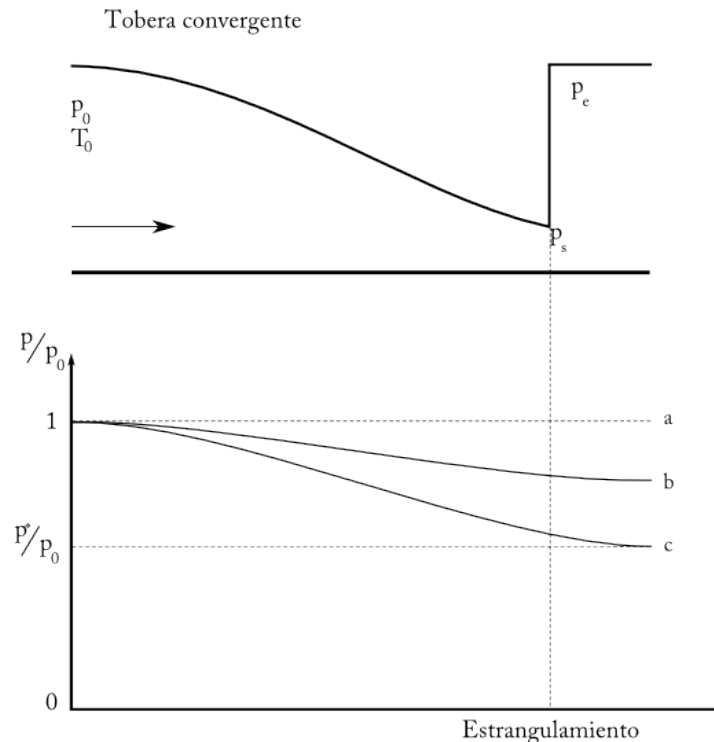 Tobera convergente
p₀
T₀
pₑ
pₛ
p/p₀
1
a
b
p*/p₀
c
0
Estrangulamiento